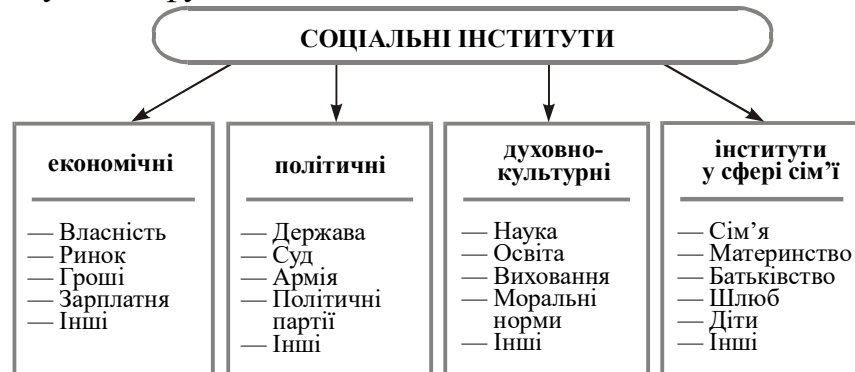 СОЦІАЛЬНІ ІНСТИТУТИ
економічні
— Власність
— Ринок
— Гроші
— Зарплатня
— Інші
політичні
— Держава
— Суд
— Армія
— Політичні
партії
— Інші
духовно-
культурні
— Наука
— Освіта
— Виховання
— Моральні
норми
— Інші
інститути
у сфері сім’ї
— Сім’я
— Материнство
— Батьківство
— Шлюб
— Діти
— Інші